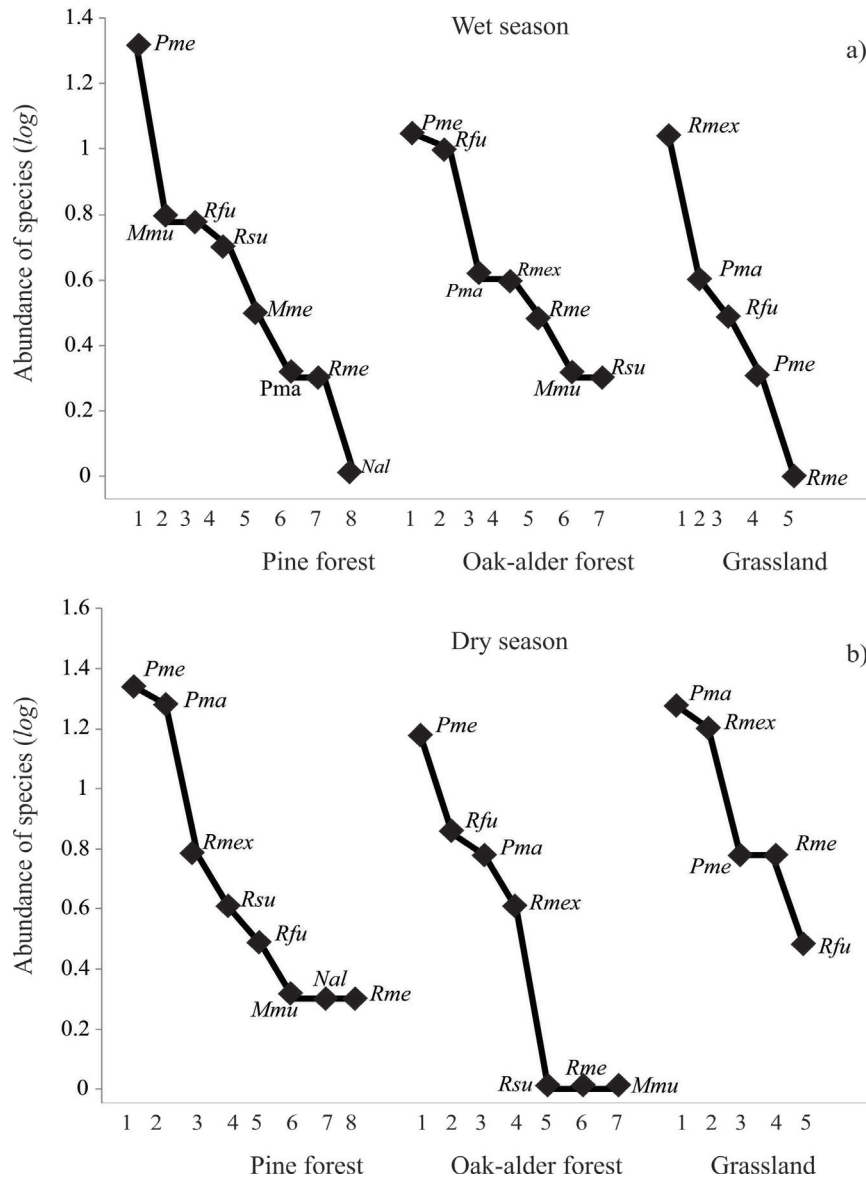 Wet season
a)
Abundance of species (log)
1.4
1.2
1
0.8
0.6
0.4
0.2
0
Pme
Mmu
Rfu
Rsu
Mme
Pma
Rme
Nal
Pme
Rfu
Pma
Rmex
Rme
Mmu
Rsu
Rmex
Pma
Rfu
Pme
Rme
1 2 3 4 5 6 7 8 1 2 3 4 5 6 7 1 2 3 4 5
Pine forest Oak-alder forest Grassland
Dry season
b)
Abundance of species (log)
1.6
1.4
1.2
1
0.8
0.6
0.4
0.2
0
Pme
Pma
Rmex
Rsu
Rfu
Mmu
Nal
Rme
Pme
Rfu
Pma
Rmex
Rsu
Rme
Mmu
Pma
Rmex
Pme
Rme
Rfu
1 2 3 4 5 6 7 8 1 2 3 4 5 6 7 1 2 3 4 5
Pine forest Oak-alder forest Grassland